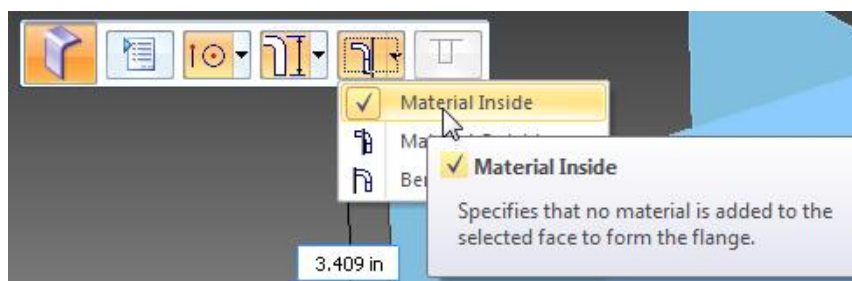 Material Inside
Material Inside
Specifies that no material is added to the
selected face to form the flange.
3.409 in